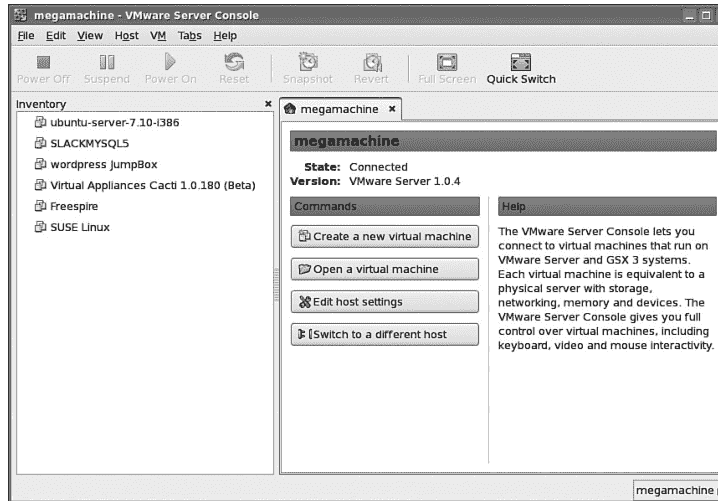 megamachine - VMware Server Console
File Edit View Host VM Tabs Help
Power Off Suspend Power On Reset Snapshot Revert Full Screen Quick Switch
Inventory
ubuntu-server-7.10-i386
SLACKMYSQL5
wordpress JumpBox
Virtual Appliances Cacti 1.0.180 (Beta)
Freespire
SUSE Linux
megamachine
megamachine
State: Connected
Version: VMware Server 1.0.4
Commands
Create a new virtual machine
Open a virtual machine
Edit host settings
Switch to a different host
Help
The VMware Server Console lets you
connect to virtual machines that run on
VMware Server and GSX 3 systems.
Each virtual machine is equivalent to a
physical server with storage,
networking, memory and devices. The
VMware Server Console gives you full
control over virtual machines, including
keyboard, video and mouse interactivity.
megamachine